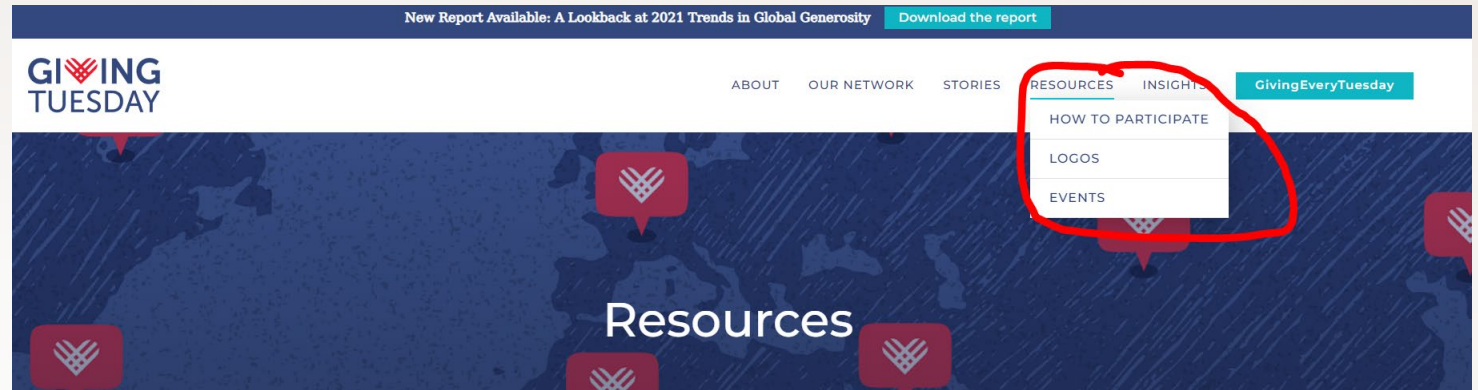 New Report Available: A Lookback at 2021 Trends in Global Generosity Download the report
GIVING
TUESDAY
ABOUT OUR NETWORK STORIES RESOURCES INSIGHTS GivingEveryTuesday
HOW TO PARTICIPATE
LOGOS
EVENTS
Resources